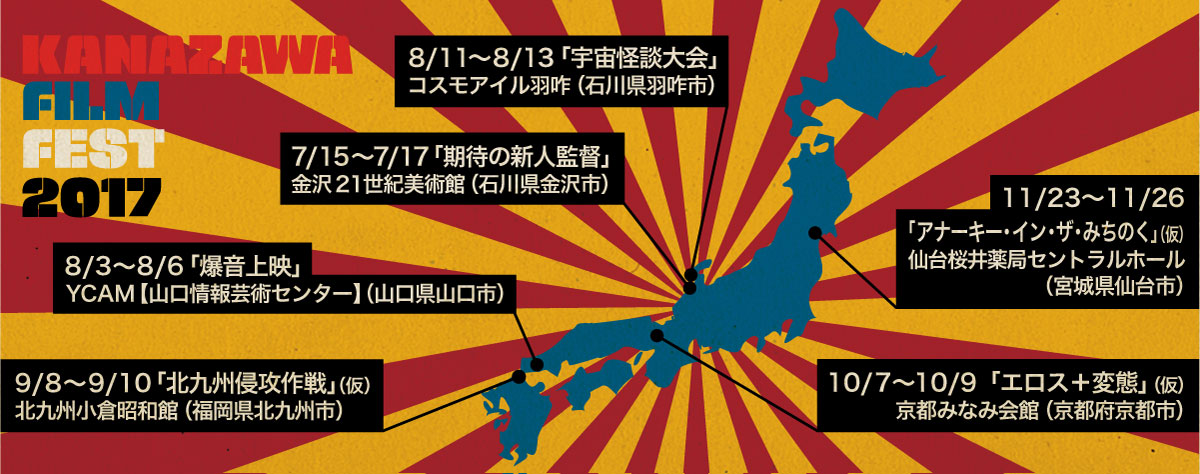 KANAZAWA
FILM
FEST
2017
8/11〜8/13「宇宙怪談大会」
コスモアイル羽咋（石川県羽咋市）
7/15〜7/17「期待の新人監督」
金沢21世紀美術館（石川県金沢市）
11/23〜11/26
「アナーキー・イン・ザ・みちのく」（仮）
仙台桜井薬局セントラルホール
（宮城県仙台市）
8/3〜8/6「爆音上映」
YCAM【山口情報芸術センター】（山口県山口市）
9/8〜9/10「北九州侵攻作戦」（仮）
北九州小倉昭和館（福岡県北九州市）
10/7〜10/9「エロス＋変態」（仮）
京都みなみ会館（京都府京都市）